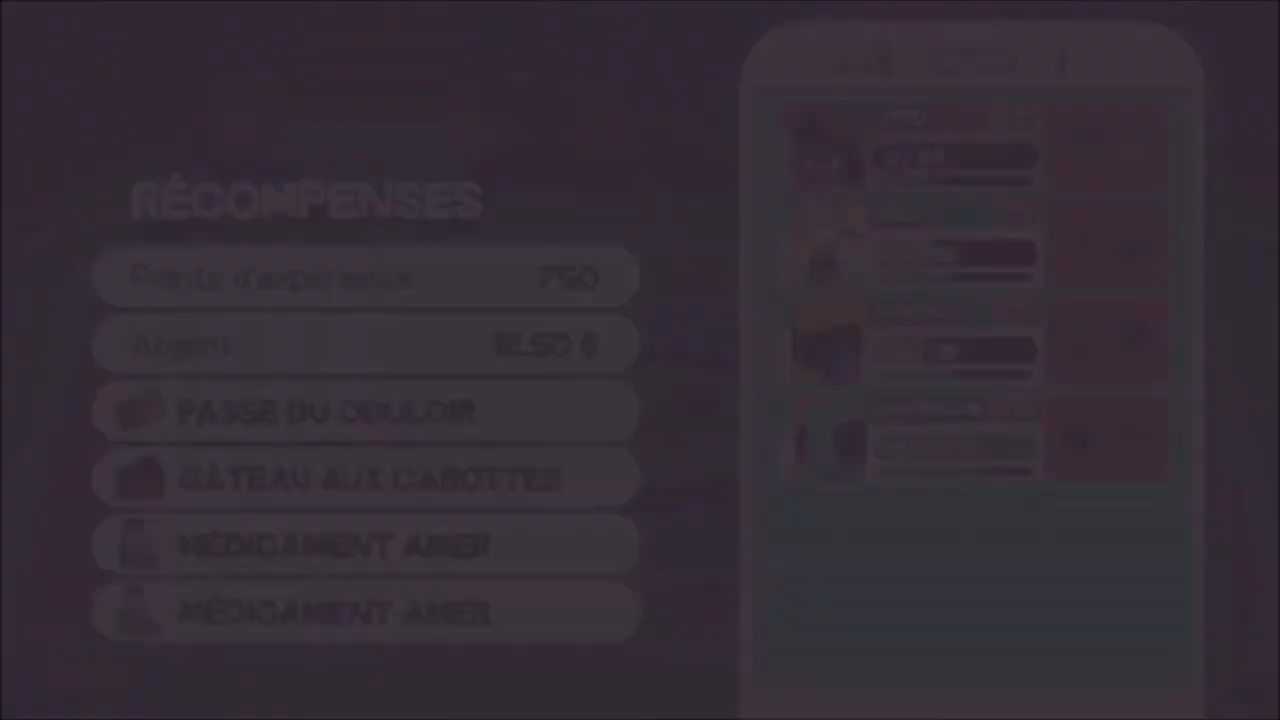 RÉCOMPENSES
Points d'expérience 750
Argent 12.50 $
PASSE DU COULOIR
GÂTEAU AUX CAROTTES
MÉDICAMENT AMER
MÉDICAMENT AMER